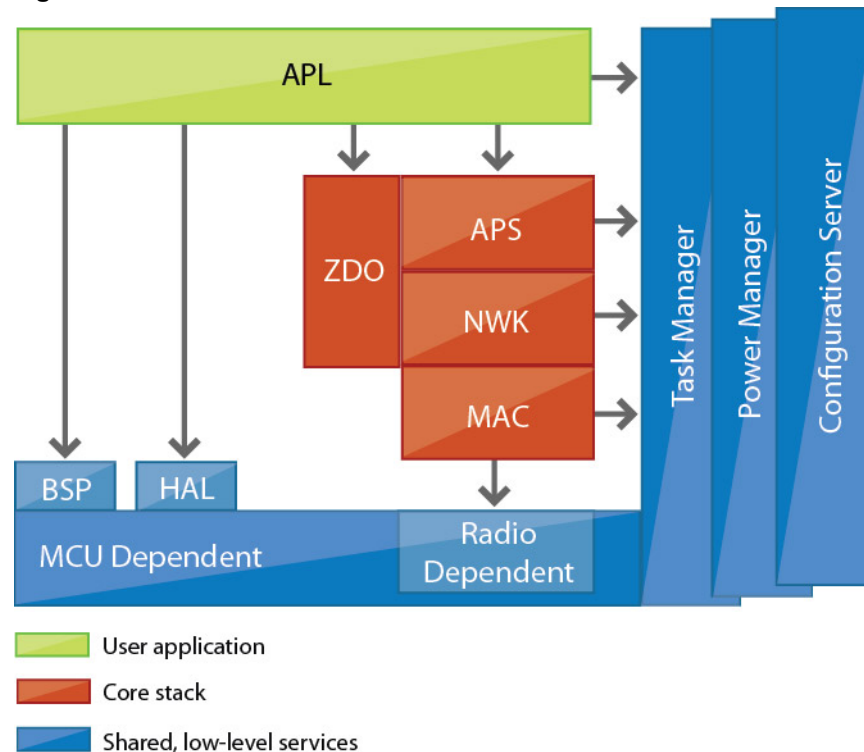 APL
ZDO
APS
NWK
MAC
BSP
HAL
MCU Dependent
Radio
Dependent
Task Manager
Power Manager
Configuration Server
User application
Core stack
Shared, low-level services